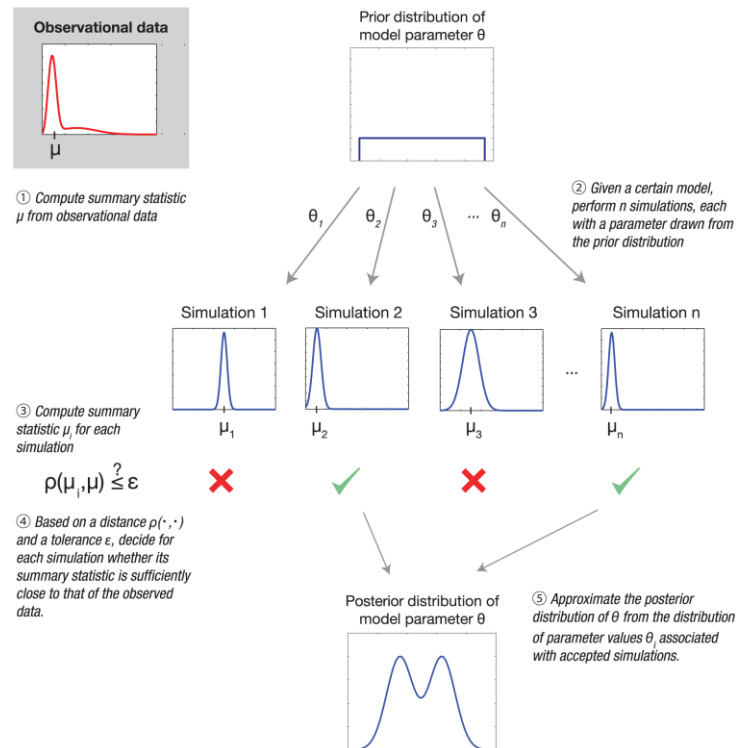 Observational data
μ
① Compute summary statistic
μ from observational data
Prior distribution of
model parameter θ
② Given a certain model,
perform n simulations, each
with a parameter drawn from
the prior distribution
θ₁ θ₂ θ₃ ... θₙ
Simulation 1
Simulation 2
Simulation 3
Simulation n
...
μ₁
μ₂
μ₃
μₙ
③ Compute summary
statistic μᵢ for each
simulation
ρ(μᵢ,μ) ≤? ε
④ Based on a distance ρ(·,·)
and a tolerance ε, decide for
each simulation whether its
summary statistic is sufficiently
close to that of the observed
data.
Posterior distribution of
model parameter θ
⑤ Approximate the posterior
distribution of θ from the distribution
of parameter values θᵢ associated
with accepted simulations.